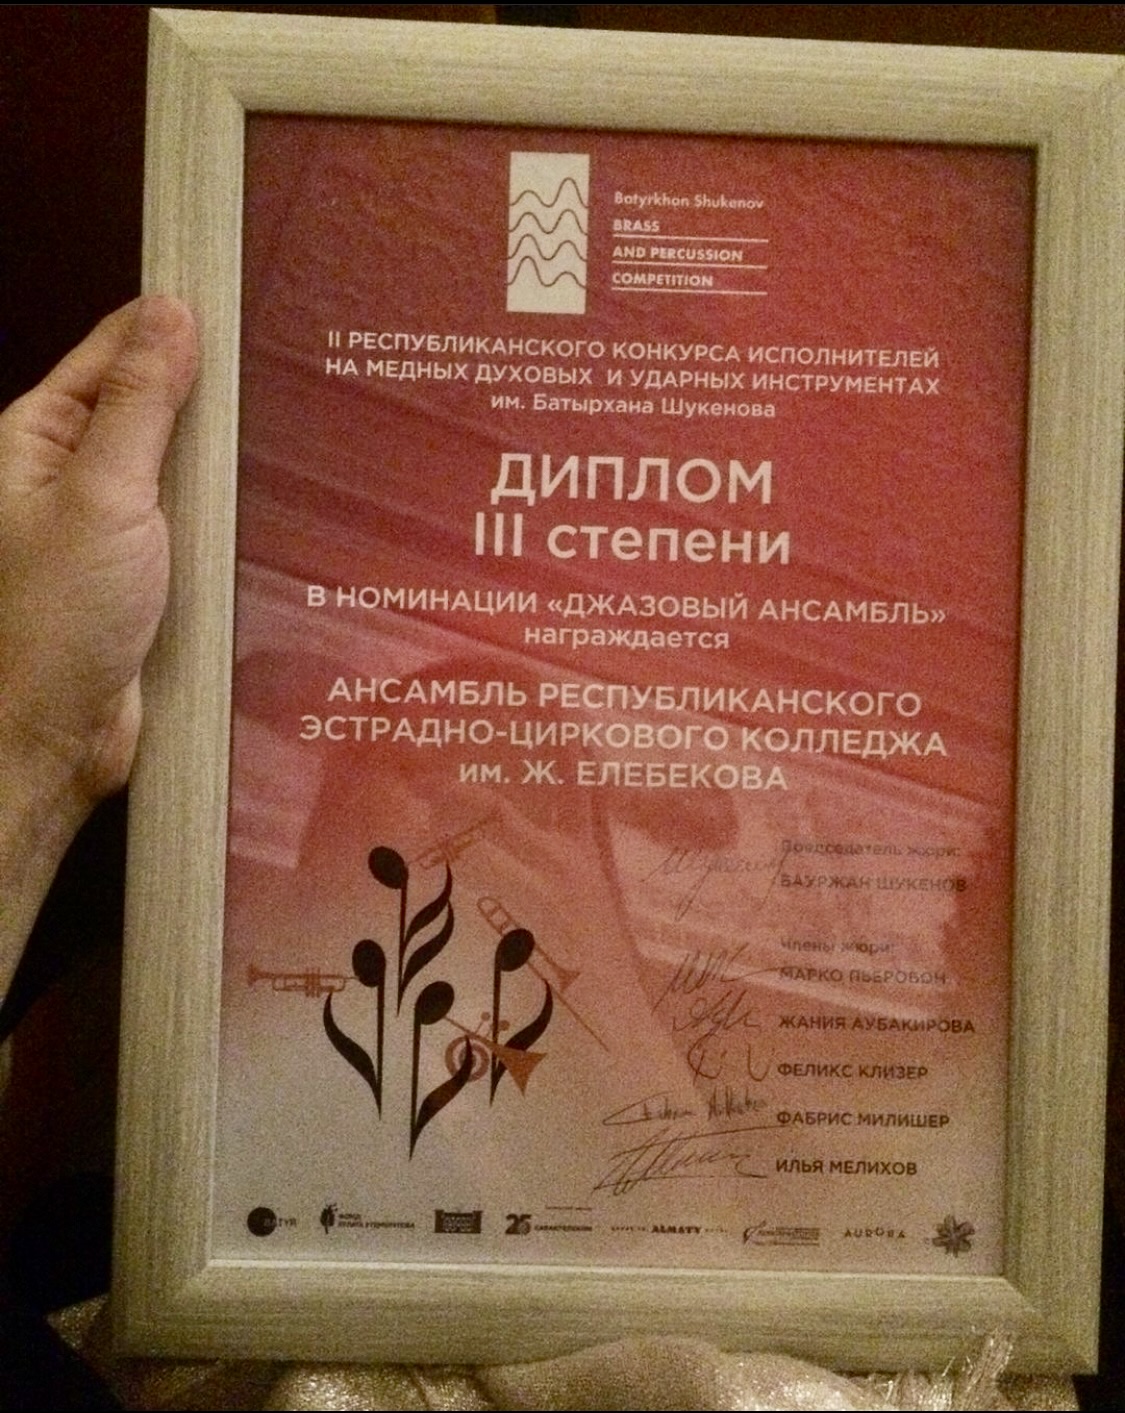 Batyrkhan Shukenov
BRASS
AND PERCUSSION
COMPETITION
II РЕСПУБЛИКАНСКОГО КОНКУРСА ИСПОЛНИТЕЛЕЙ
НА МЕДНЫХ ДУХОВЫХ И УДАРНЫХ ИНСТРУМЕНТАХ
им. Батырхана Шукенова
ДИПЛОМ
III степени
В НОМИНАЦИИ «ДЖАЗОВЫЙ АНСАМБЛЬ»
награждается
АНСАМБЛЬ РЕСПУБЛИКАНСКОГО
ЭСТРАДНО-ЦИРКОВОГО КОЛЛЕДЖА
им. Ж. ЕЛЕБЕКОВА
Председатель жюри:
БАУРЖАН ШУКЕНОВ
Члены жюри:
МАРКО ПЬЕРОБОН
ЖАНИЯ АУБАКИРОВА
ФЕЛИКС КЛИЗЕР
ФАБРИС МИЛИШЕР
ИЛЬЯ МЕЛИХОВ
BATYR
25
ALMATY
AURORA